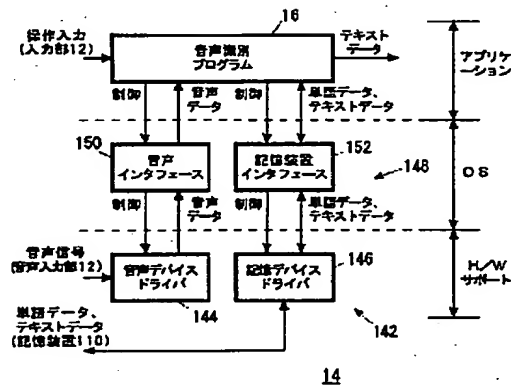 16
操作入力
(入力部12)
音声識別
プログラム
テキスト
データ
アプリケ
ーション
制御
音声
データ
制御
単語データ、
テキストデータ
150
音声
インタフェース
記憶装置
インタフェース
152
148
OS
制御
音声
データ
制御
単語データ、
テキストデータ
音声信号
(音声入力部12)
音声デバイス
ドライバ
144
記憶デバイス
ドライバ
146
H/W
サポート
単語データ、
テキストデータ
(記憶装置110)
142
14